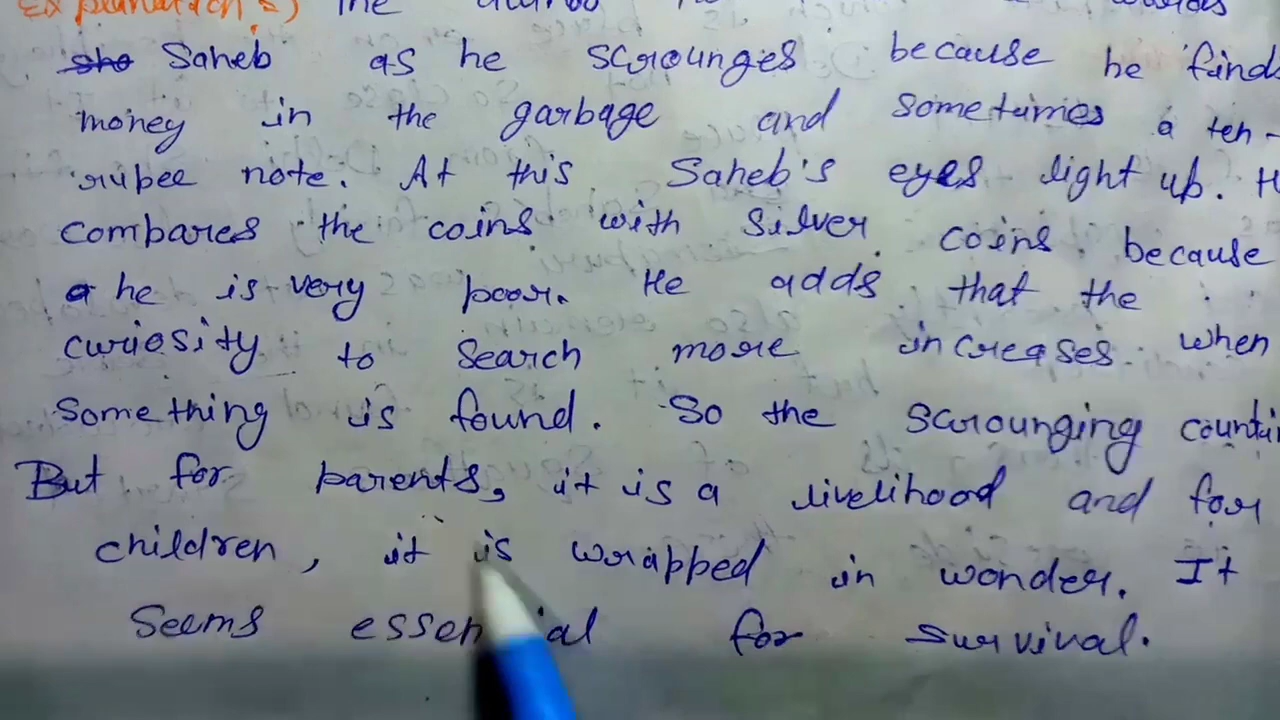 Explanation :-) The
Saheb as he scrounges because he finds
money in the garbage and sometimes a ten-
rupee note. At this Saheb's eyes light up. H
compares the coins with silver coins because
he is very poor. He adds that the
curiosity to search more increases when
something is found. So the scrounging countin
But for parents, it is a livelihood and for
children, it is wrapped in wonder. It
seems essential for survival.